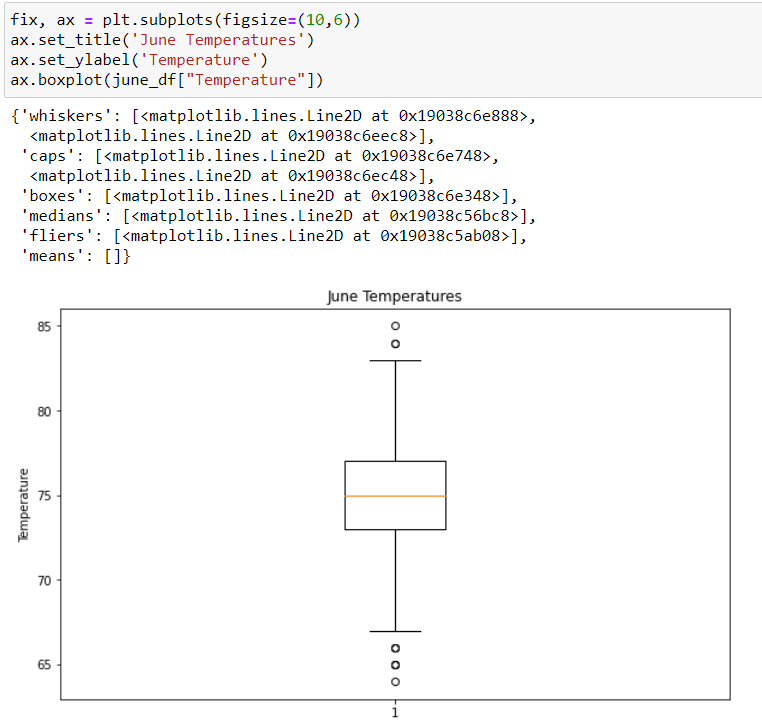 fix, ax = plt.subplots(figsize=(10,6))
ax.set_title('June Temperatures')
ax.set_ylabel('Temperature')
ax.boxplot(june_df["Temperature"])
{'whiskers': [<matplotlib.lines.Line2D at 0x19038c6e888>,
  <matplotlib.lines.Line2D at 0x19038c6eec8>],
 'caps': [<matplotlib.lines.Line2D at 0x19038c6e748>,
  <matplotlib.lines.Line2D at 0x19038c6ec48>],
 'boxes': [<matplotlib.lines.Line2D at 0x19038c6e348>],
 'medians': [<matplotlib.lines.Line2D at 0x19038c56bc8>],
 'fliers': [<matplotlib.lines.Line2D at 0x19038c5ab08>],
 'means': []}
June Temperatures
85
80
75
70
65
Temperature
1